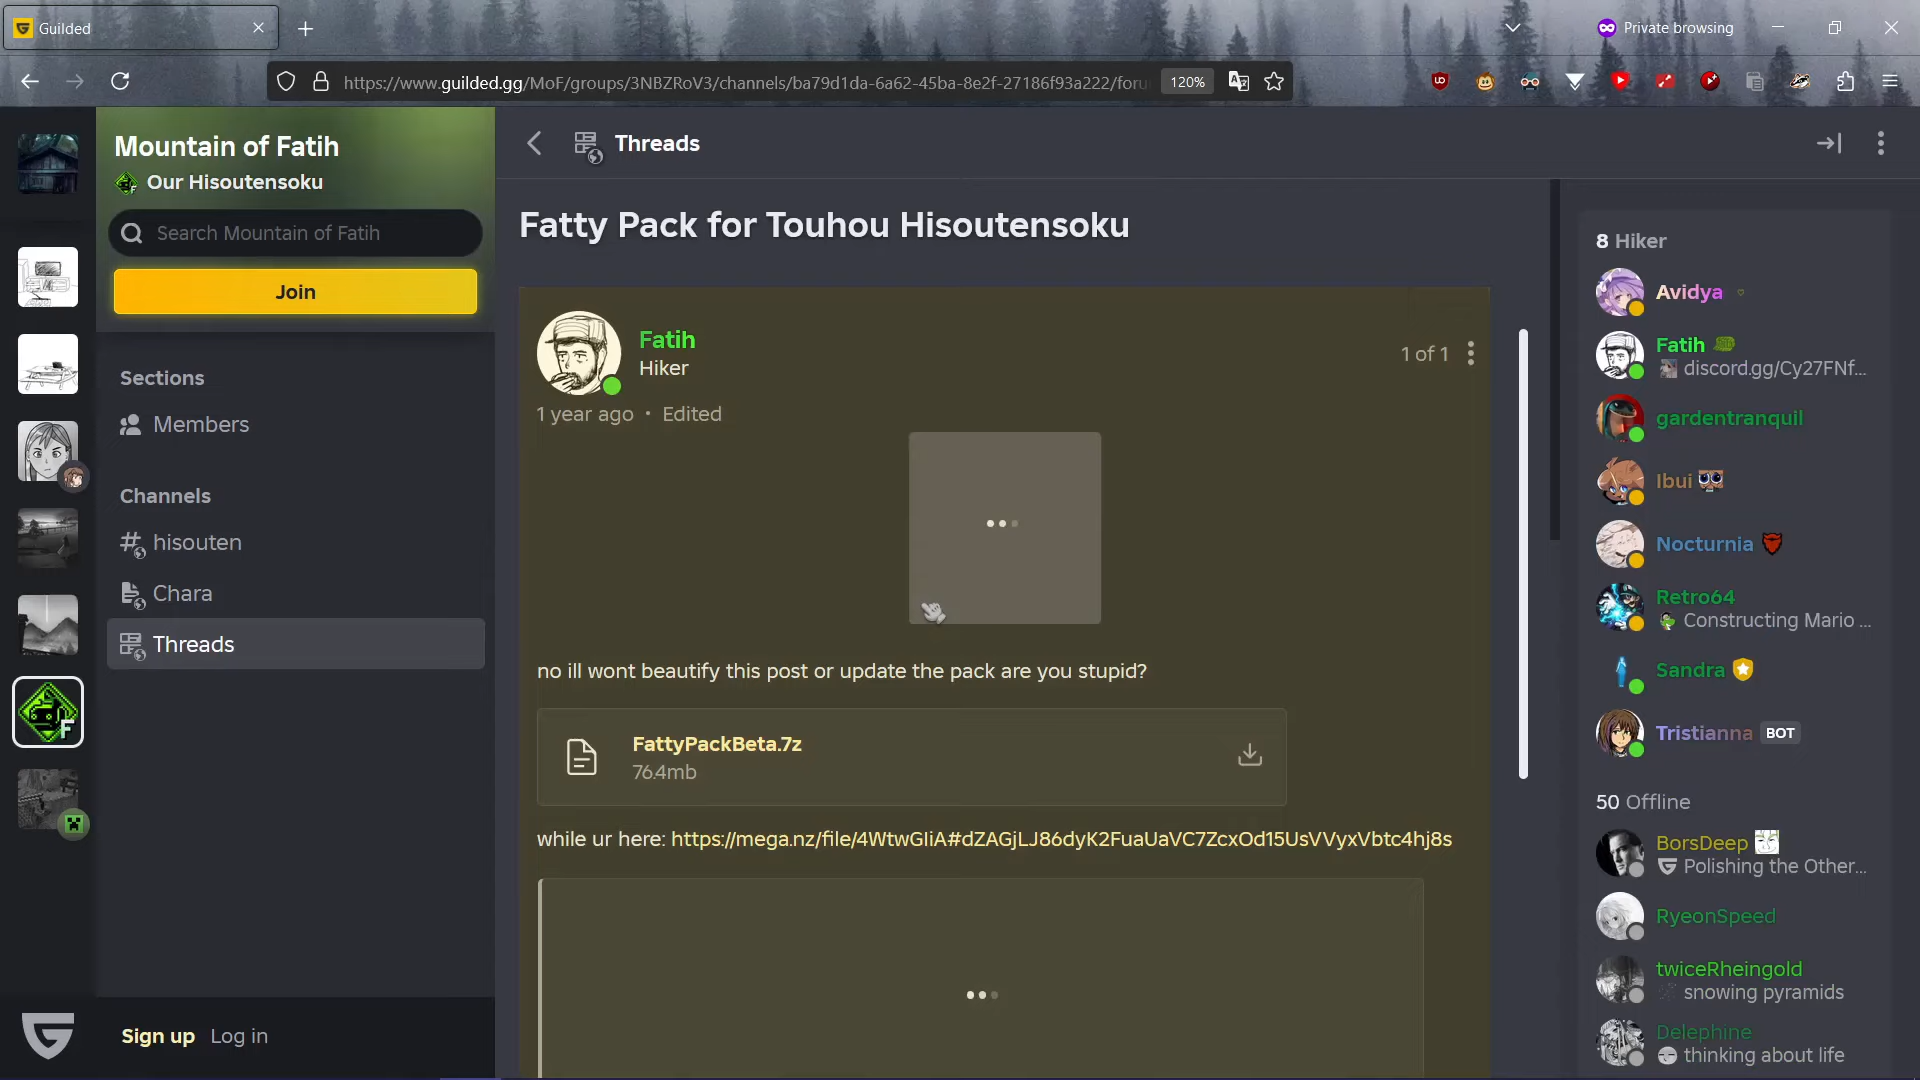 Guilded
Private browsing
https://www.guilded.gg/MoF/groups/3NBZRoV3/channels/ba79d1da-6a62-45ba-8e2f-27186f93a222/foru
120%
Mountain of Fatih
Our Hisoutensoku
Search Mountain of Fatih
Join
Sections
Members
Channels
hisouten
Chara
Threads
Sign up
Log in
Threads
Fatty Pack for Touhou Hisoutensoku
Fatih
Hiker
1 of 1
1 year ago • Edited
no ill wont beautify this post or update the pack are you stupid?
FattyPackBeta.7z
76.4mb
while ur here: https://mega.nz/file/4WtwGIiA#dZAGjLJ86dyK2FuaUaVC7ZcxOd15UsVVyxVbtc4hj8s
8 Hiker
Avidya
Fatih
discord.gg/Cy27FNf...
gardentranquil
Ibui
Nocturnia
Retro64
Constructing Mario ...
Sandra
Tristianna BOT
50 Offline
BorsDeep
Polishing the Other...
RyeonSpeed
twiceRheingold
snowing pyramids
Delephine
thinking about life